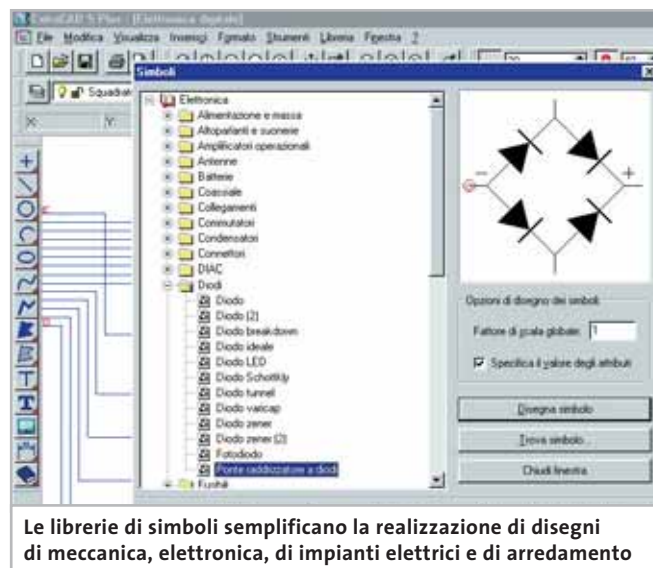 ExtraCAD 5 Plus - [Elettronica digitale]
File Modifica Visualizza Inserisci Formato Strumenti Libreria Finestra ?
Simboli
X: Y:
Elettronica
Alimentazione e massa
Altoparlanti e suonerie
Amplificatori operazionali
Antenne
Batterie
Coassiale
Collegamenti
Commutatori
Condensatori
Connettori
DIAC
Diodi
Diodo
Diodo (2)
Diodo breakdown
Diodo ideale
Diodo LED
Diodo Schottkly
Diodo tunnel
Diodo varicap
Diodo zener
Diodo zener (2)
Fotodiodo
Ponte raddrizzatore a diodi
Fusibili
- +
Opzioni di disegno dei simboli
Fattore di scala globale: 1
Specifica il valore degli attributi
Disegna simbolo
Trova simbolo...
Chiudi finestra
Le librerie di simboli semplificano la realizzazione di disegni
di meccanica, elettronica, di impianti elettrici e di arredamento